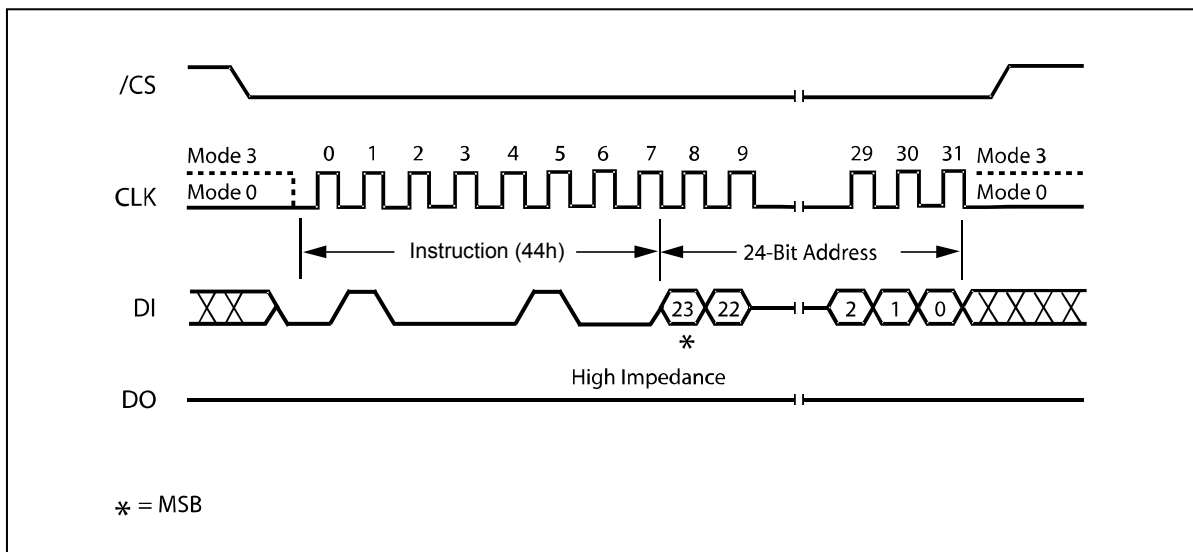 /CS
Mode 3 0 1 2 3 4 5 6 7 8 9 29 30 31 Mode 3
CLK Mode 0 Mode 0
Instruction (44h) 24-Bit Address
DI 23 22 2 1 0
*
High Impedance
DO
* = MSB